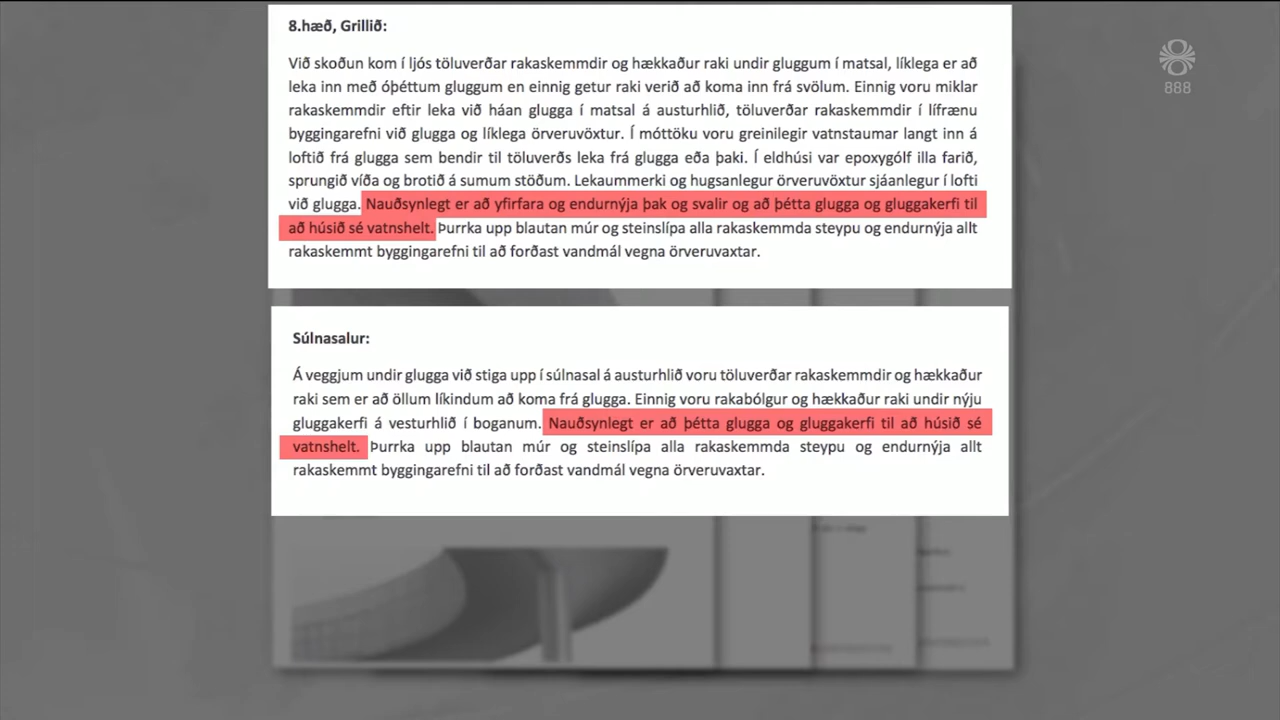 8.hæð, Grillið:
Við skoðun kom í ljós töluverðar rakaskemmdir og hækkaður raki undir gluggum í matsal, líklega er að
leka inn með óþéttum gluggum en einnig getur raki verið að koma inn frá svölum. Einnig voru miklar
rakaskemmdir eftir leka við háan glugga í matsal á austurhlið, töluverðar rakaskemmdir í lífrænu
byggingarefni við glugga og líklega örveruvöxtur. Í móttöku voru greinilegir vatnstaumar langt inn á
loftið frá glugga sem bendir til töluverðs leka frá glugga eða þaki. Í eldhúsi var epoxygólf illa farið,
sprungið víða og brotið á sumum stöðum. Lekaummerki og hugsanlegur örveruvöxtur sjáanlegur í lofti
við glugga. Nauðsynlegt er að yfirfara og endurnýja þak og svalir og að þétta glugga og gluggakerfi til
að húsið sé vatnshelt. Þurrka upp blautan múr og steinslípa alla rakaskemmda steypu og endurnýja allt
rakaskemmt byggingarefni til að forðast vandmál vegna örveruvaxtar.
888
Súlnasalur:
Á veggjum undir glugga við stiga upp í súlnasal á austurhlið voru töluverðar rakaskemmdir og hækkaður
raki sem er að öllum líkindum að koma frá glugga. Einnig voru rakabólgur og hækkaður raki undir nýju
gluggakerfi á vesturhlið í boganum. Nauðsynlegt er að þétta glugga og gluggakerfi til að húsið sé
vatnshelt. Þurrka upp blautan múr og steinslípa alla rakaskemmda steypu og endurnýja allt
rakaskemmt byggingarefni til að forðast vandmál vegna örveruvaxtar.